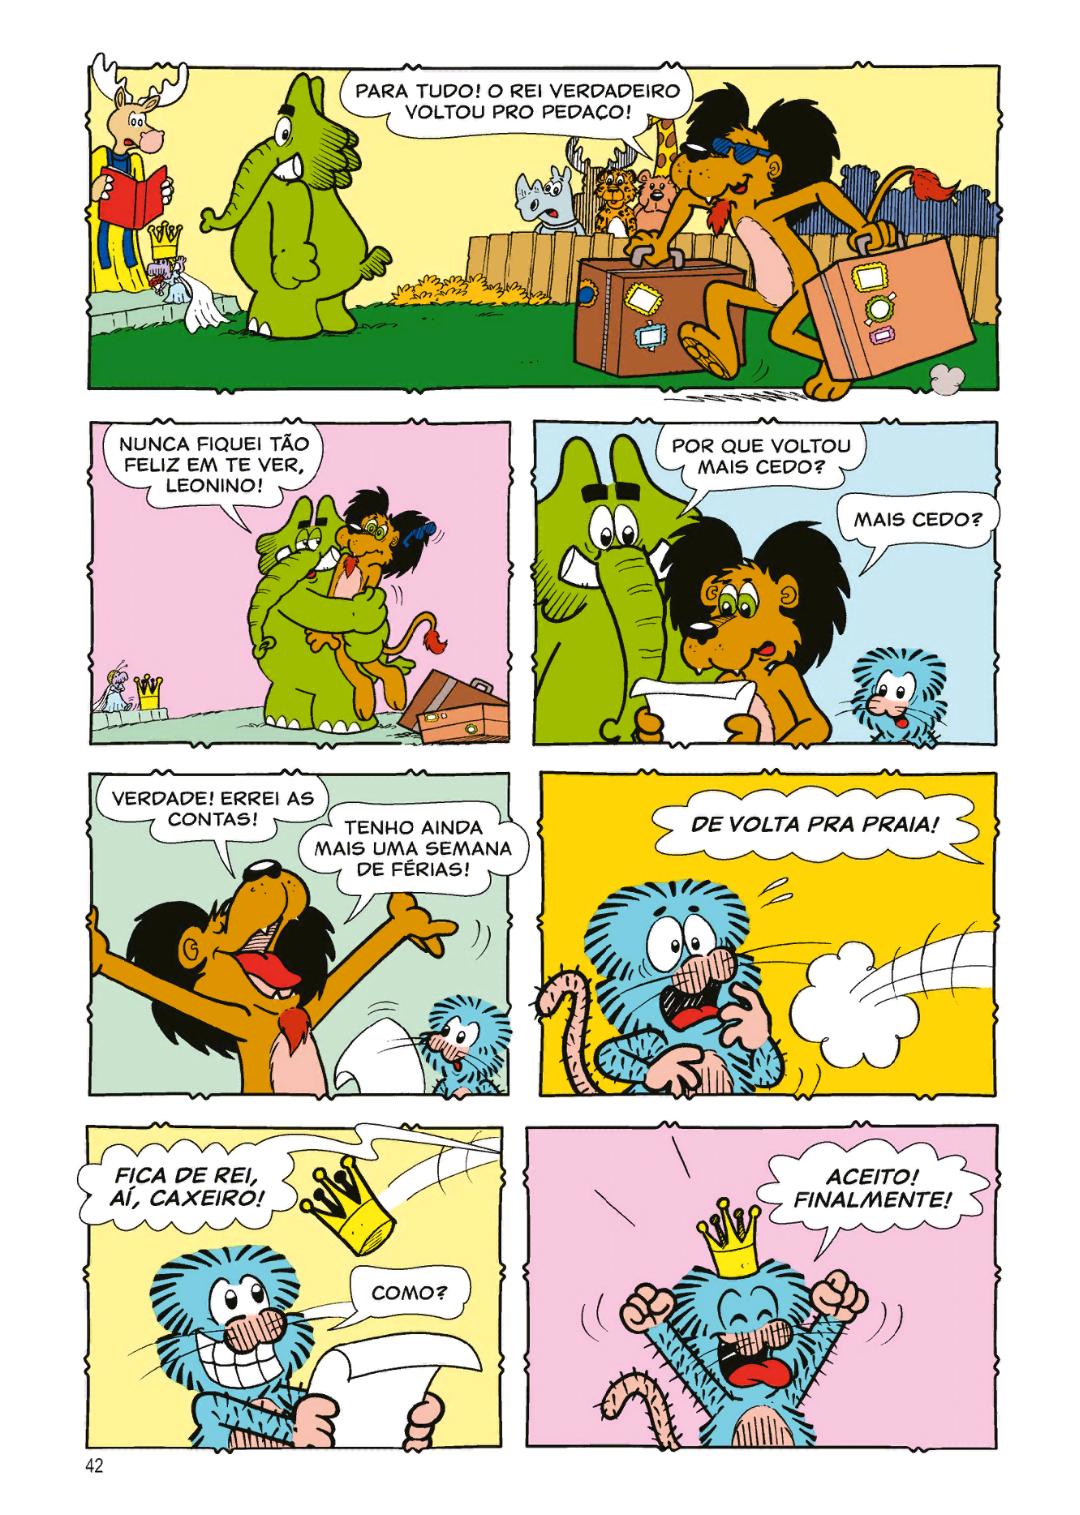 PARA TUDO! O REI VERDADEIRO
VOLTOU PRO PEDAÇO!
NUNCA FIQUEI TÃO
FELIZ EM TE VER,
LEONINO!
POR QUE VOLTOU
MAIS CEDO?
MAIS CEDO?
VERDADE! ERREI AS
CONTAS!
TENHO AINDA
MAIS UMA SEMANA
DE FÉRIAS!
DE VOLTA PRA PRAIA!
FICA DE REI,
AÍ, CAXEIRO!
COMO?
ACEITO!
FINALMENTE!
42